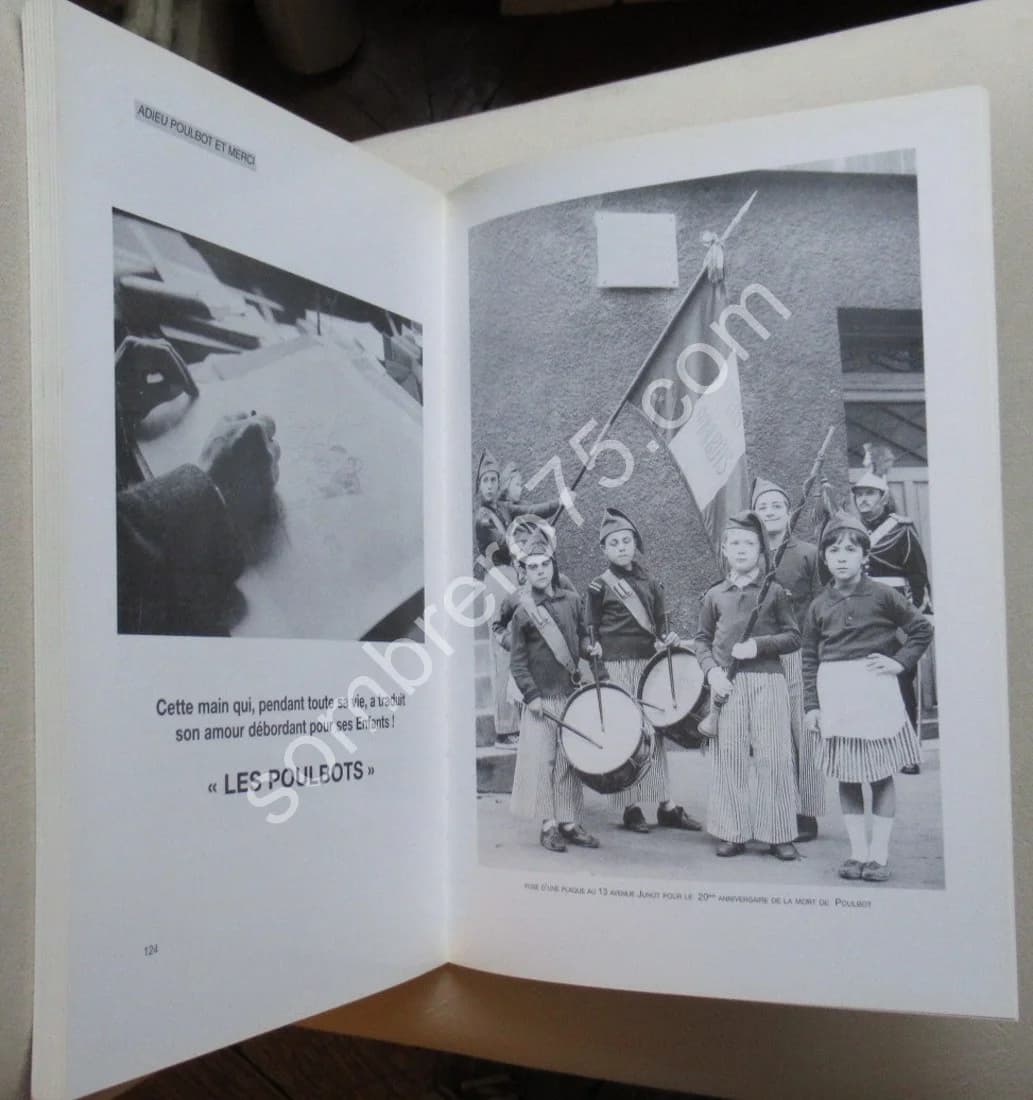 ADIEU POULBOT ET MERCI
Cette main qui, pendant toute sa vie, a traduit
son amour débordant pour ses Enfants !
« LES POULBOTS »
124
POSE D'UNE PLAQUE AU 13 AVENUE JUNOT POUR LE 20ème ANNIVERSAIRE DE LA MORT DE POULBOT
sombrero75.com